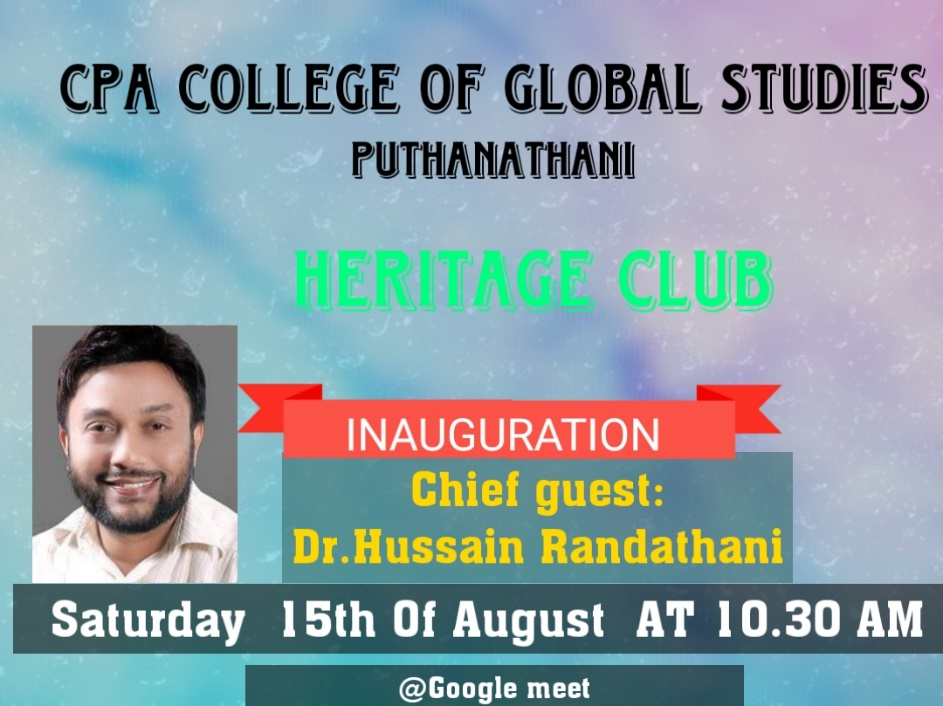 CPA COLLEGE OF GLOBAL STUDIES
PUTHANATHANI
HERITAGE CLUB
INAUGURATION
Chief guest:
Dr.Hussain Randathani
Saturday 15th Of August AT 10.30 AM
@Google meet